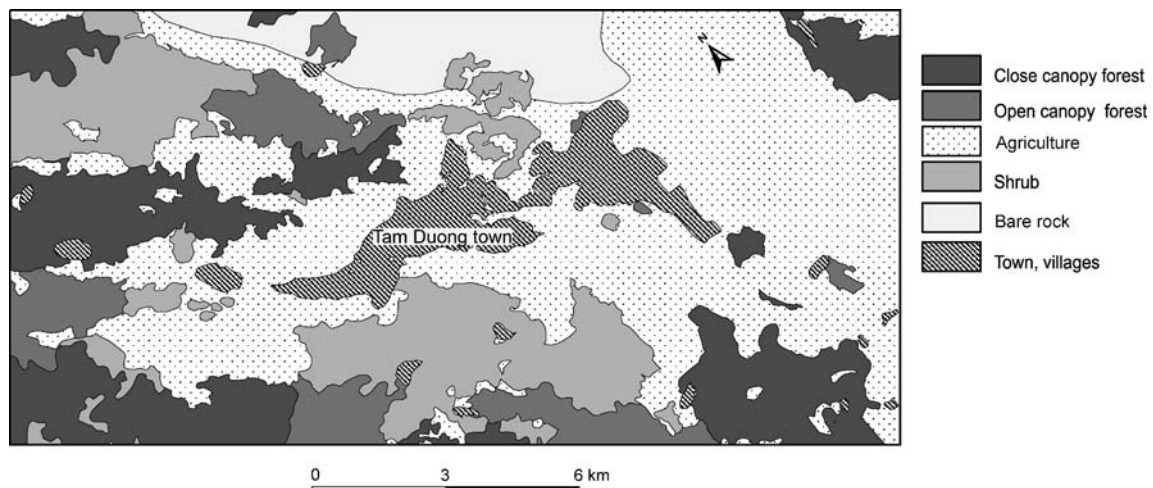 N
Close canopy forest
Open canopy forest
Agriculture
Shrub
Bare rock
Town, villages
Tam Duong town
0 3 6 km